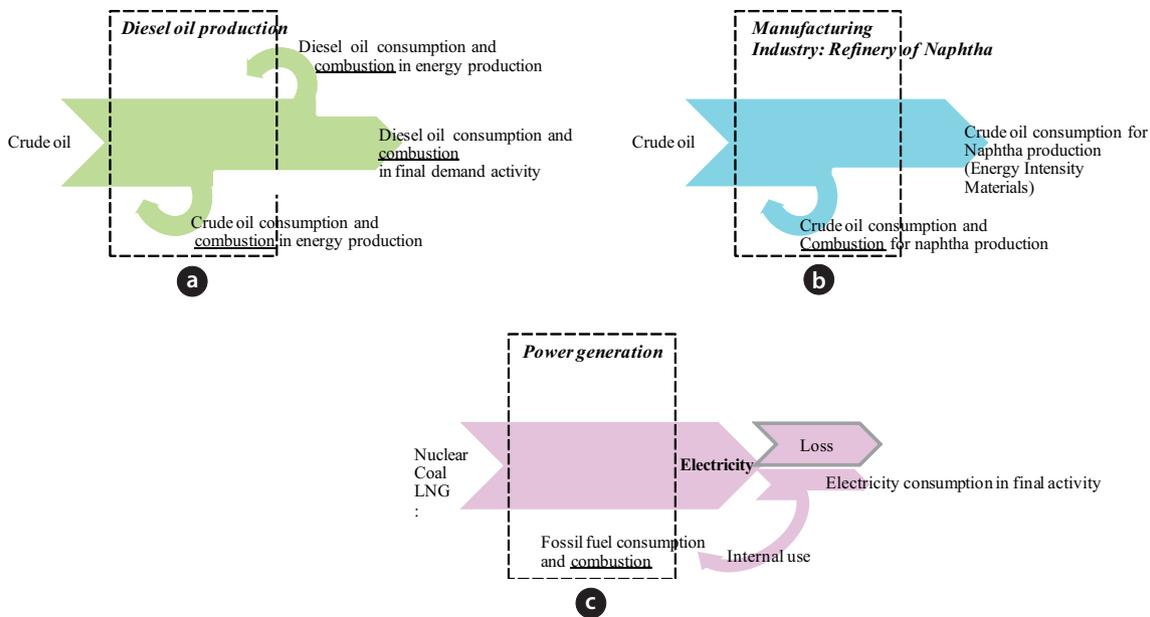 Diesel oil production
Diesel oil consumption and
combustion in energy production
Crude oil
Diesel oil consumption and
combustion
in final demand activity
Crude oil consumption and
combustion in energy production
a
Manufacturing
Industry: Refinery of Naphtha
Crude oil
Crude oil consumption for
Naphtha production
(Energy Intensity
Materials)
Crude oil consumption and
Combustion for naphtha production
b
Power generation
Nuclear
Coal
LNG
:
Electricity
Loss
Electricity consumption in final activity
Fossil fuel consumption
and combustion
Internal use
c